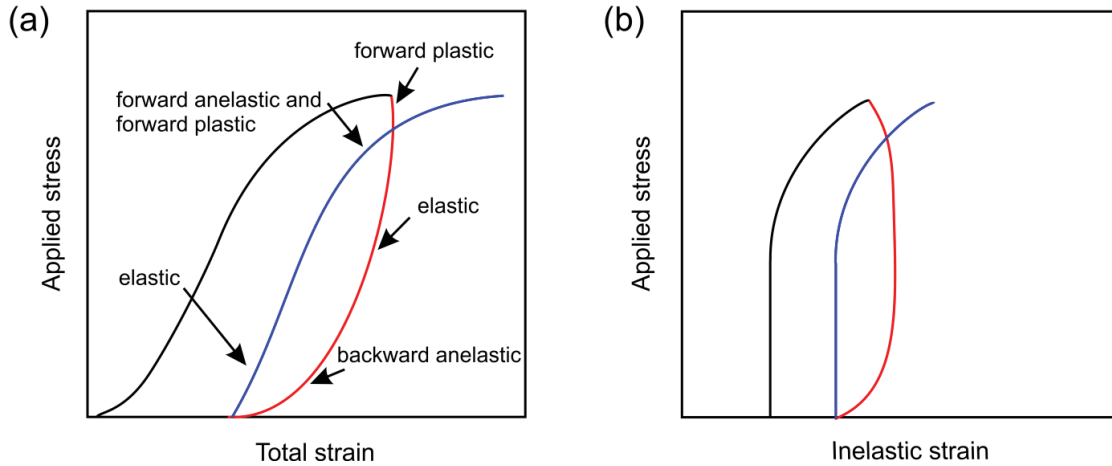 (a)
forward plastic
forward anelastic and
forward plastic
elastic
elastic
backward anelastic
Applied stress
Total strain
(b)
Applied stress
Inelastic strain